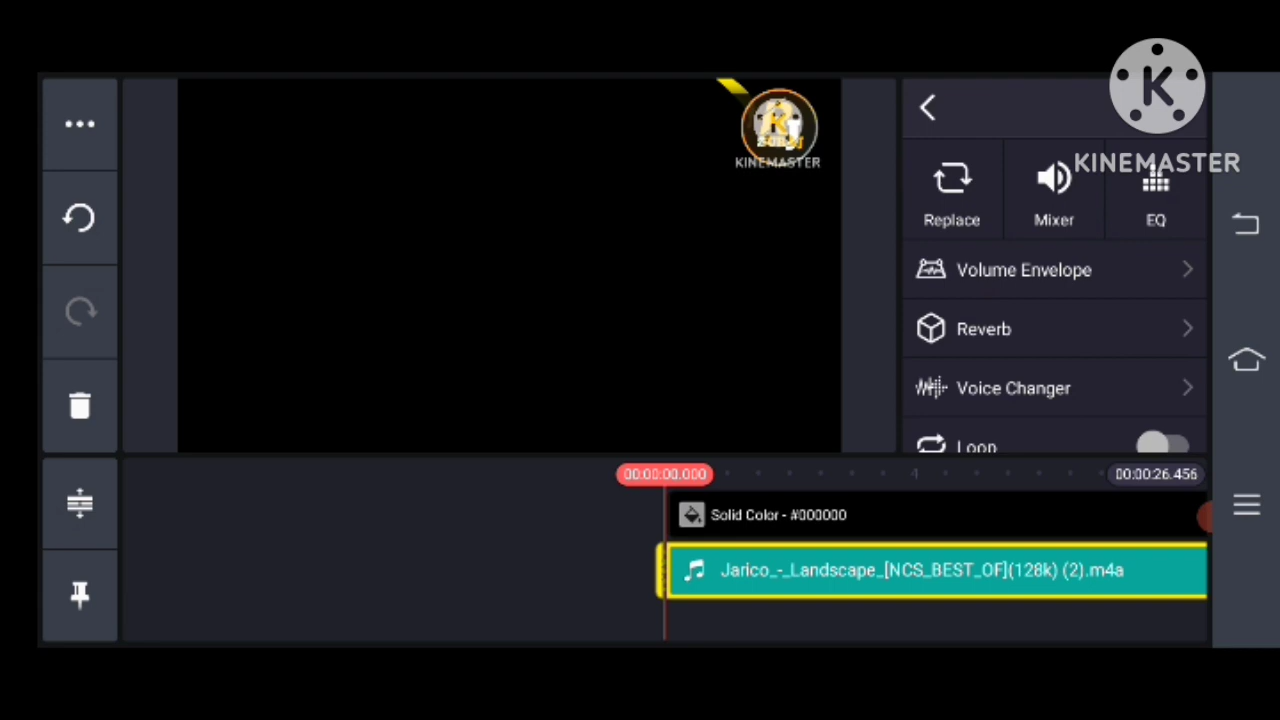 KINEMASTER
KINEMASTER
Replace
Mixer
EQ
Volume Envelope
Reverb
Voice Changer
Loop
00:00:00.000
4
00:00:26.456
Solid Color - #000000
Jarico_-_Landscape_[NCS_BEST_OF](128k) (2).m4a